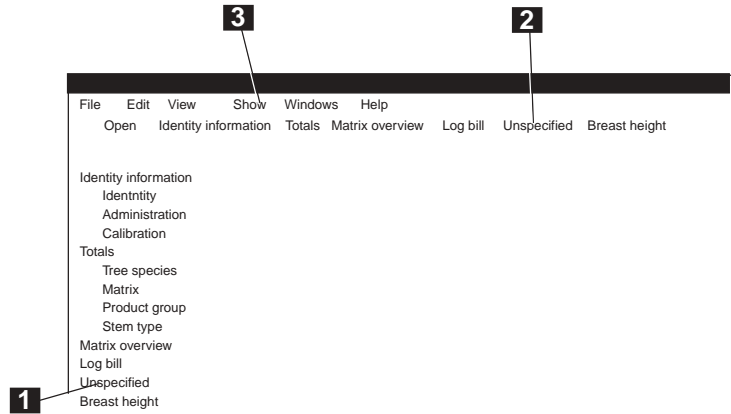 3 2
File Edit View Show Windows Help
Open Identity information Totals Matrix overview Log bill Unspecified Breast height
Identity information
Identntity
Administration
Calibration
Totals
Tree species
Matrix
Product group
Stem type
Matrix overview
Log bill
Unspecified
1
Breast height